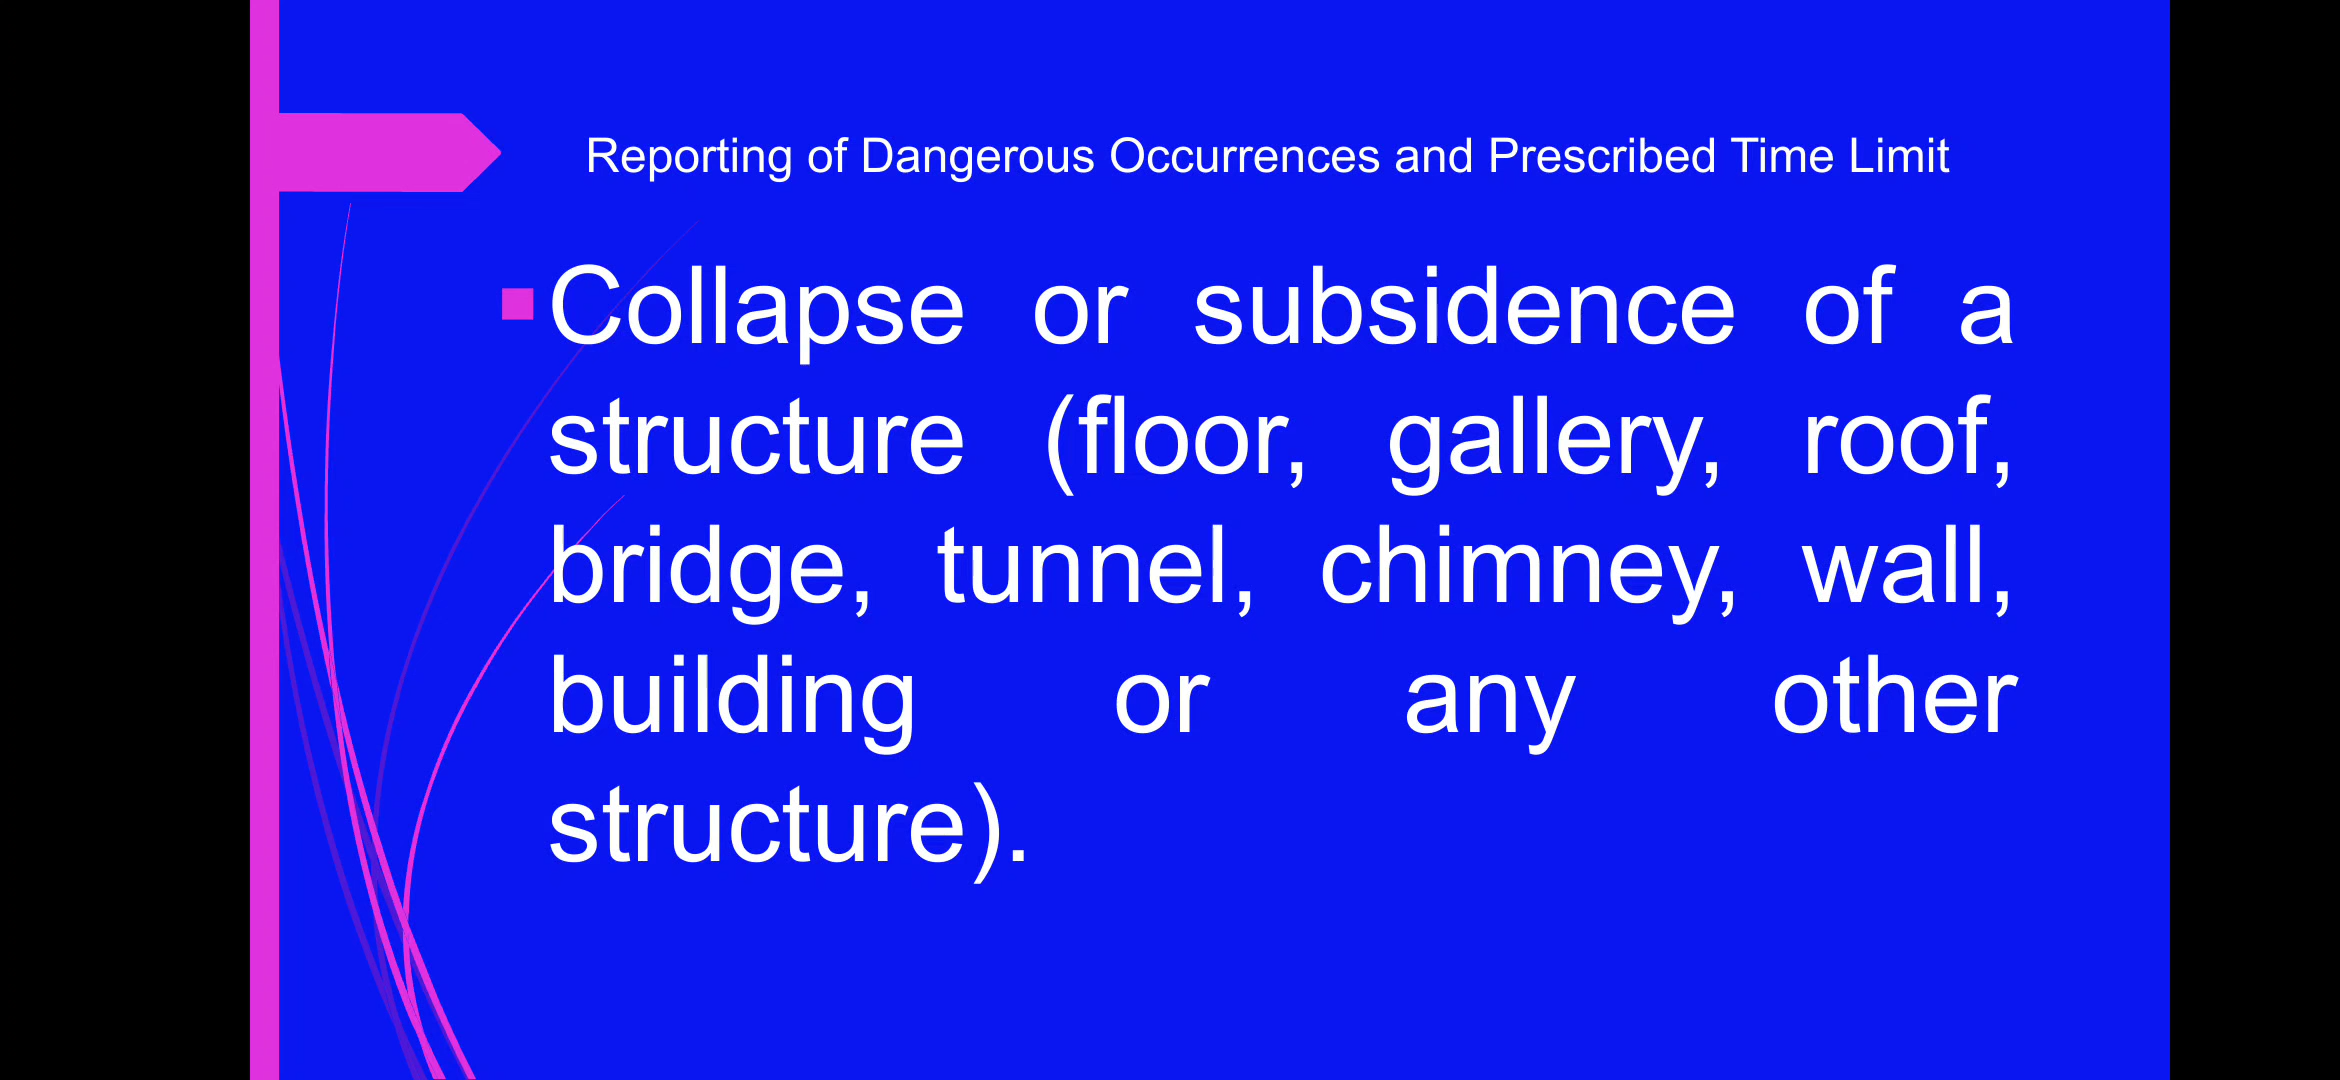 Reporting of Dangerous Occurrences and Prescribed Time Limit
Collapse or subsidence of a
structure (floor, gallery, roof,
bridge, tunnel, chimney, wall,
building or any other
structure).